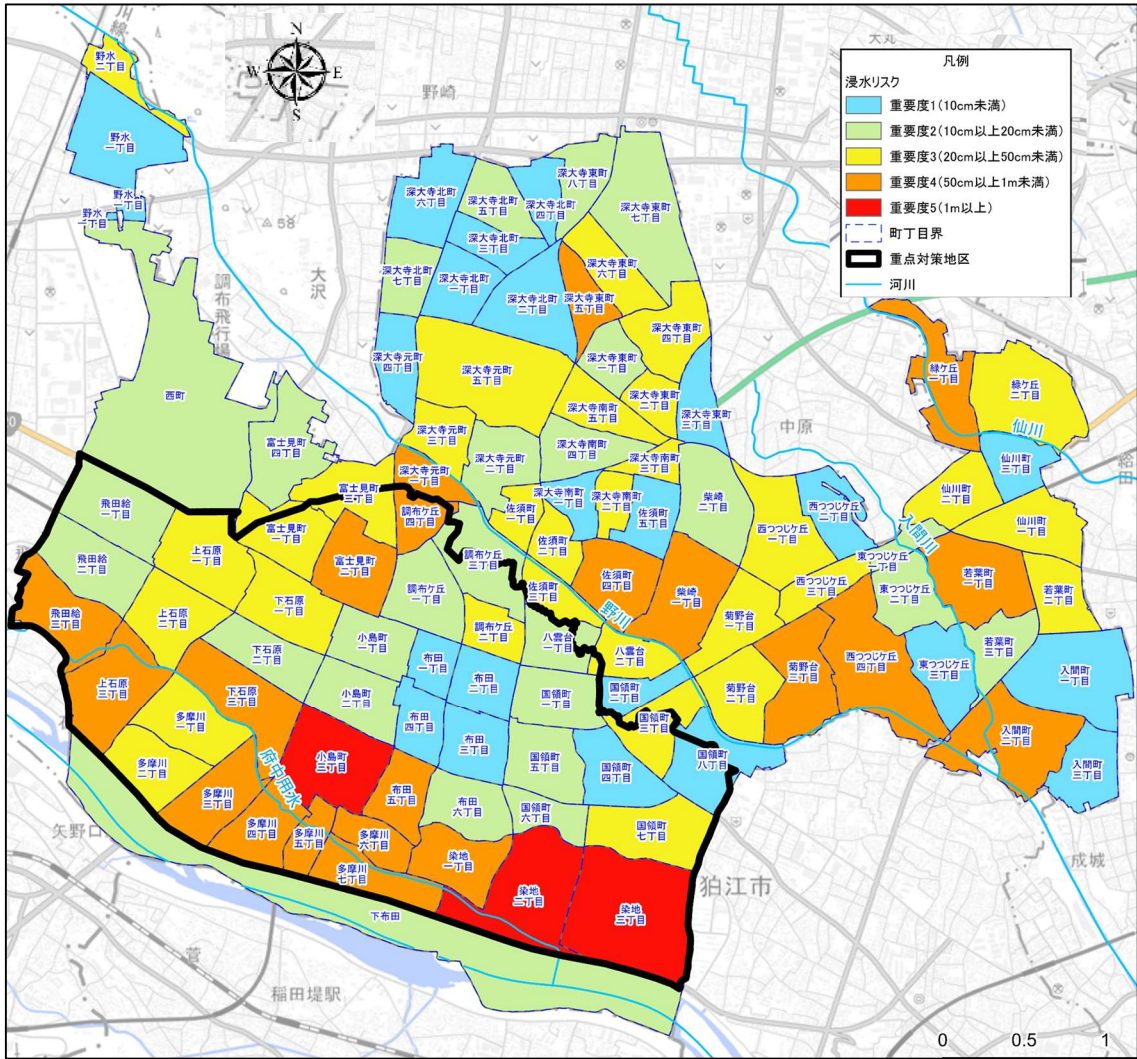 川線
N
W
E
S
野崎
大丸
凡例
浸水リスク
重要度1(10cm未満)
重要度2(10cm以上20cm未満)
重要度3(20cm以上50cm未満)
重要度4(50cm以上1m未満)
重要度5(1m以上)
町丁目界
重点対策地区
河川
野水
二丁目
野水
一丁目
野水
一丁目
野水
一丁目
58
大沢
調布飛行場
深大寺北町
六丁目
深大寺北町
五丁目
深大寺北町
四丁目
深大寺東町
八丁目
深大寺東町
七丁目
深大寺北町
三丁目
深大寺北町
七丁目
深大寺北町
一丁目
深大寺北町
二丁目
深大寺東町
五丁目
深大寺東町
六丁目
深大寺東町
四丁目
深大寺元町
四丁目
深大寺元町
五丁目
深大寺東町
一丁目
深大寺東町
二丁目
深大寺東町
三丁目
深大寺南町
五丁目
深大寺元町
三丁目
深大寺元町
二丁目
深大寺南町
四丁目
深大寺南町
三丁目
深大寺元町
一丁目
深大寺南町
一丁目
深大寺南町
二丁目
佐須町
五丁目
柴崎
二丁目
中原
緑ケ丘
一丁目
緑ケ丘
二丁目
仙川
仙川町
三丁目
仙川町
二丁目
仙川町
一丁目
入間川
給田
西町
富士見町
四丁目
富士見町
三丁目
富士見町
一丁目
富士見町
二丁目
調布ケ丘
四丁目
調布ケ丘
三丁目
調布ケ丘
一丁目
調布ケ丘
二丁目
佐須町
一丁目
佐須町
二丁目
佐須町
三丁目
佐須町
四丁目
野川
柴崎
一丁目
西つつじケ丘
一丁目
西つつじケ丘
二丁目
西つつじケ丘
三丁目
西つつじケ丘
四丁目
東つつじケ丘
一丁目
東つつじケ丘
二丁目
東つつじケ丘
三丁目
若葉町
一丁目
若葉町
二丁目
若葉町
三丁目
入間町
一丁目
入間町
二丁目
入間町
三丁目
菊野台
一丁目
菊野台
二丁目
菊野台
三丁目
八雲台
一丁目
八雲台
二丁目
飛田給
一丁目
飛田給
二丁目
飛田給
三丁目
上石原
一丁目
上石原
二丁目
上石原
三丁目
下石原
一丁目
下石原
二丁目
下石原
三丁目
小島町
一丁目
小島町
二丁目
小島町
三丁目
布田
一丁目
布田
二丁目
布田
三丁目
布田
四丁目
布田
五丁目
布田
六丁目
国領町
一丁目
国領町
二丁目
国領町
三丁目
国領町
四丁目
国領町
五丁目
国領町
六丁目
国領町
七丁目
国領町
八丁目
多摩川
一丁目
多摩川
二丁目
多摩川
三丁目
多摩川
四丁目
多摩川
五丁目
多摩川
六丁目
多摩川
七丁目
府中用水
染地
一丁目
染地
二丁目
染地
三丁目
下布田
矢野口
菅
稲田堤駅
狛江市
成城
0 0.5 1